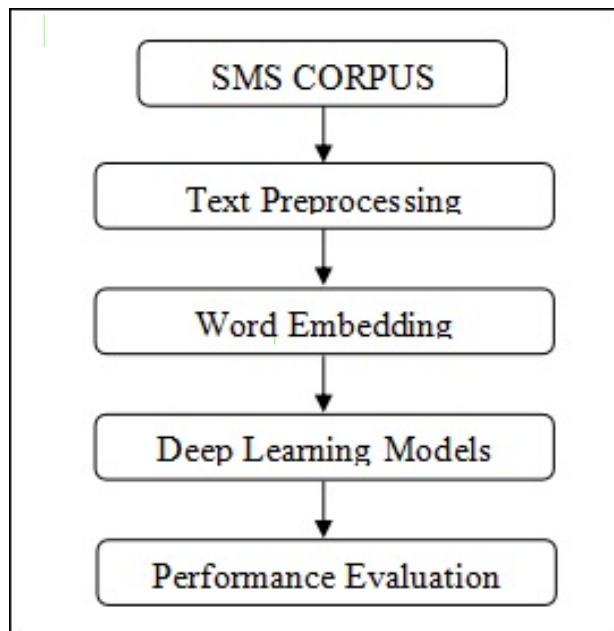 SMS CORPUS
Text Preprocessing
Word Embedding
Deep Learning Models
Performance Evaluation